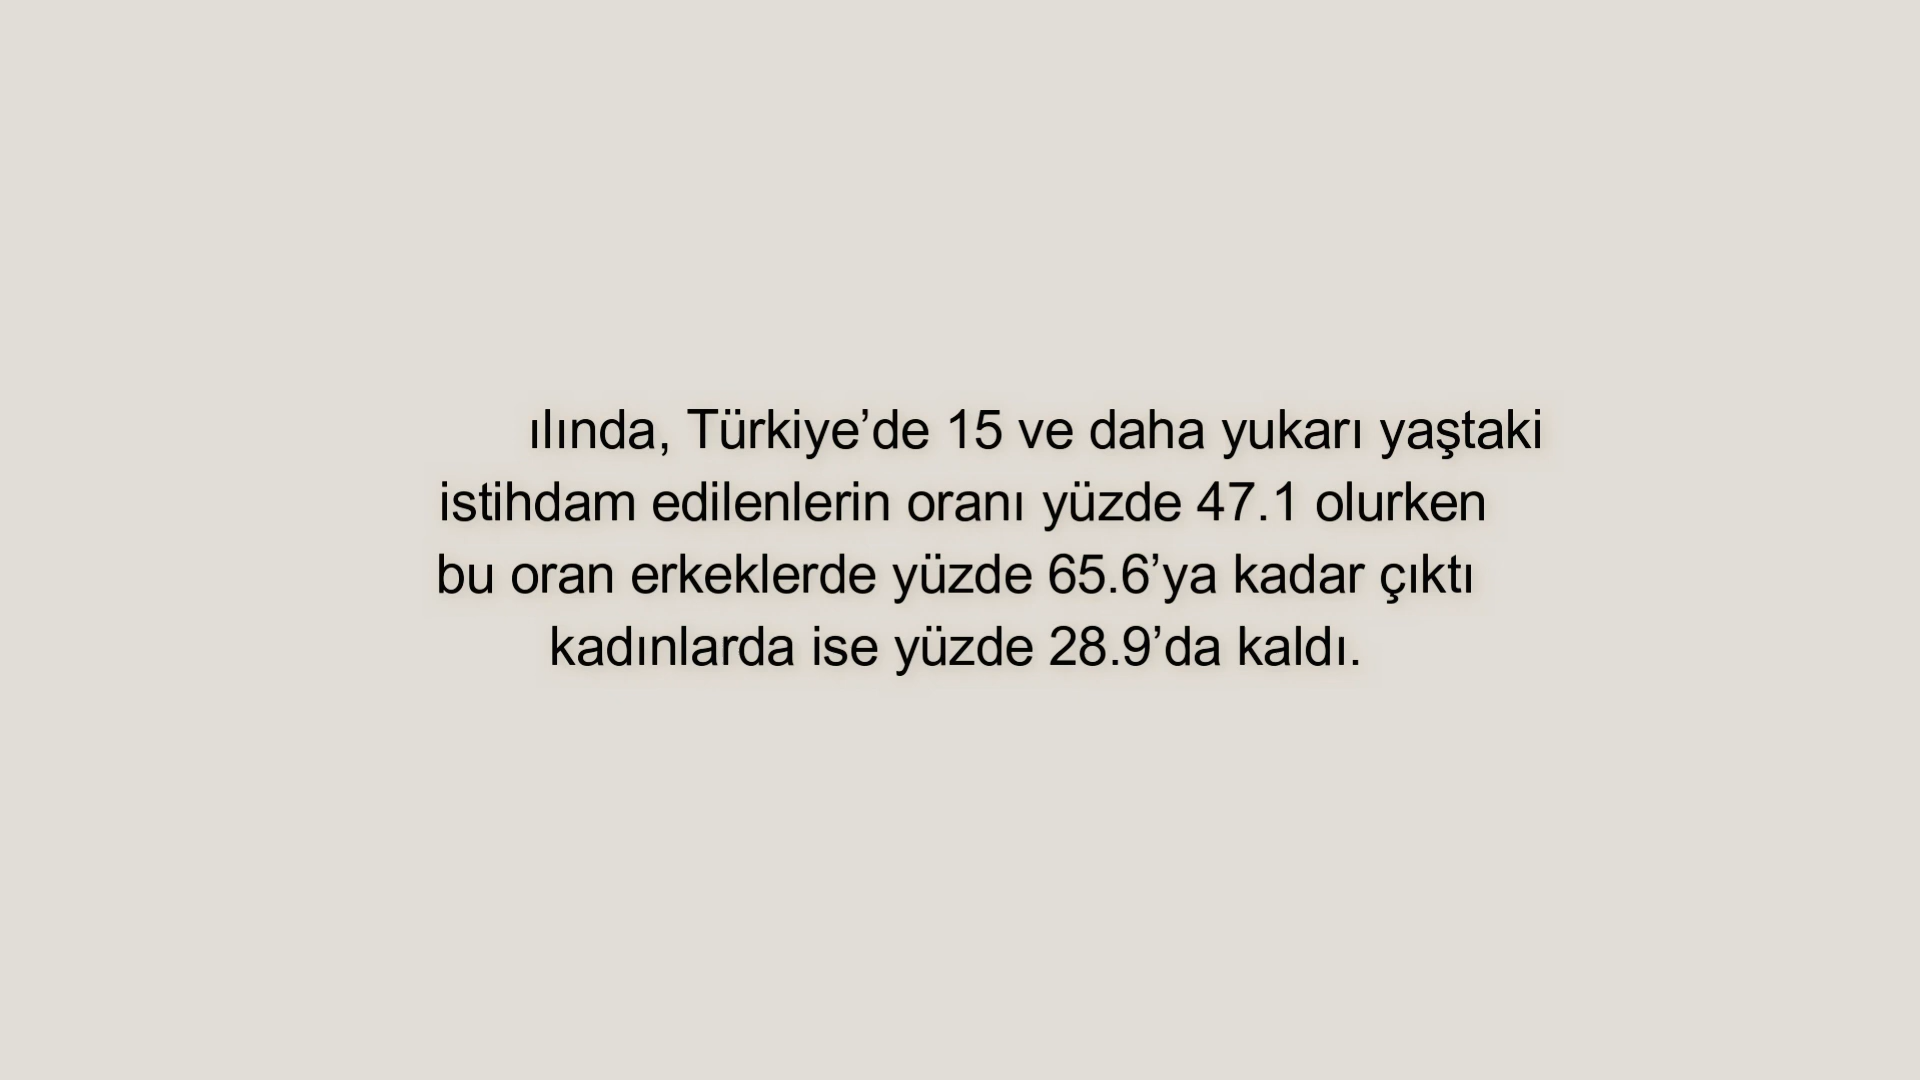 ılında, Türkiye’de 15 ve daha yukarı yaştaki
istihdam edilenlerin oranı yüzde 47.1 olurken
bu oran erkeklerde yüzde 65.6’ya kadar çıktı
kadınlarda ise yüzde 28.9’da kaldı.